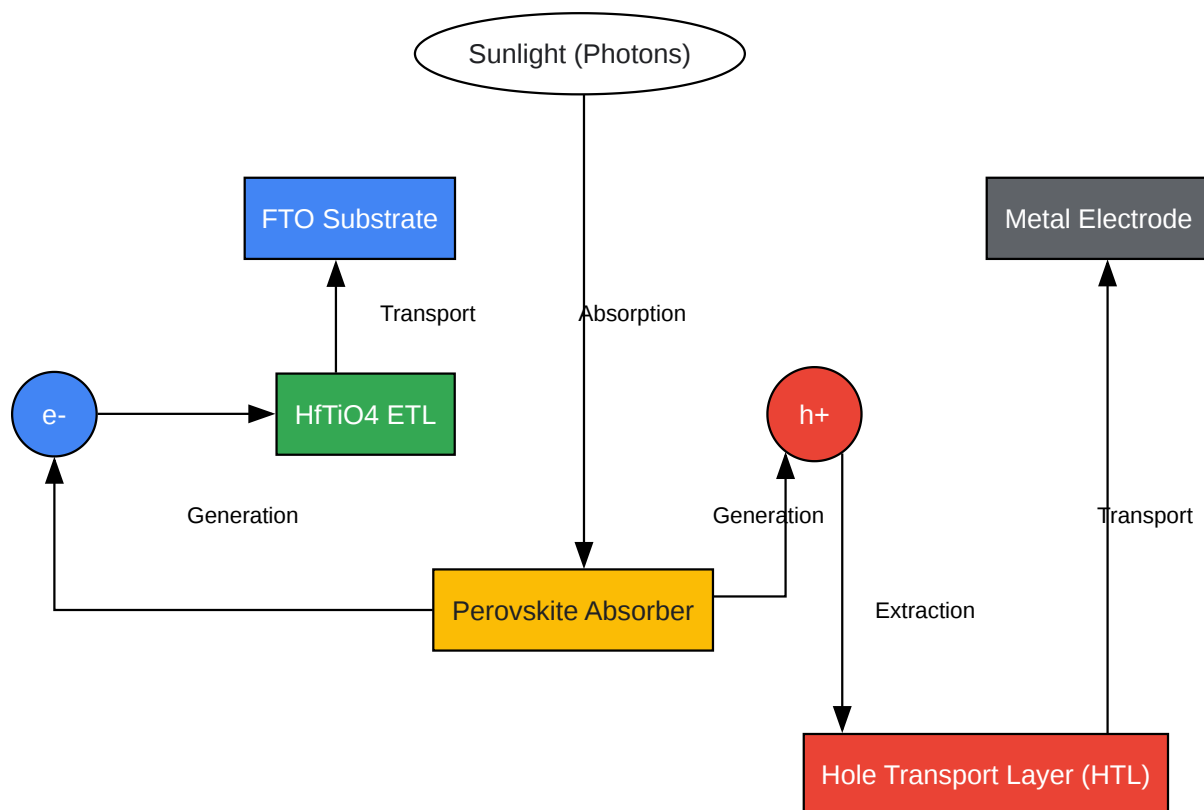 Sunlight (Photons)
FTO Substrate
Metal Electrode
Transport
Absorption
e-
HfTiO4 ETL
h+
Generation
Generation
Transport
Perovskite Absorber
Extraction
Hole Transport Layer (HTL)